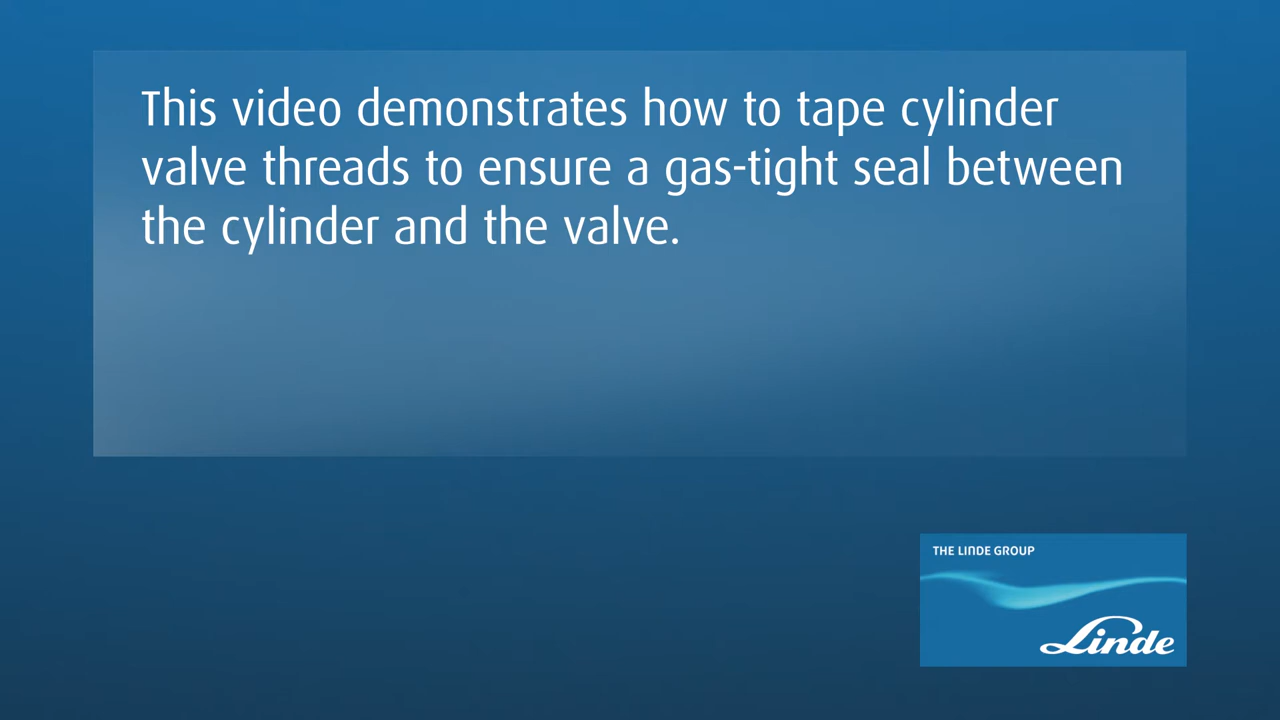 This video demonstrates how to tape cylinder
valve threads to ensure a gas-tight seal between
the cylinder and the valve.
THE LINDE GROUP
Linde